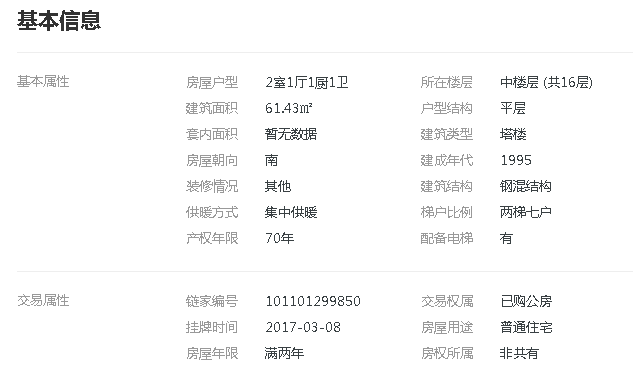 基本信息
基本属性 房屋户型 2室1厅1厨1卫 所在楼层 中楼层 (共16层)
建筑面积 61.43㎡ 户型结构 平层
套内面积 暂无数据 建筑类型 塔楼
房屋朝向 南 建成年代 1995
装修情况 其他 建筑结构 钢混结构
供暖方式 集中供暖 梯户比例 两梯七户
产权年限 70年 配备电梯 有
交易属性 链家编号 101101299850 交易权属 已购公房
挂牌时间 2017-03-08 房屋用途 普通住宅
房屋年限 满两年 房权所属 非共有